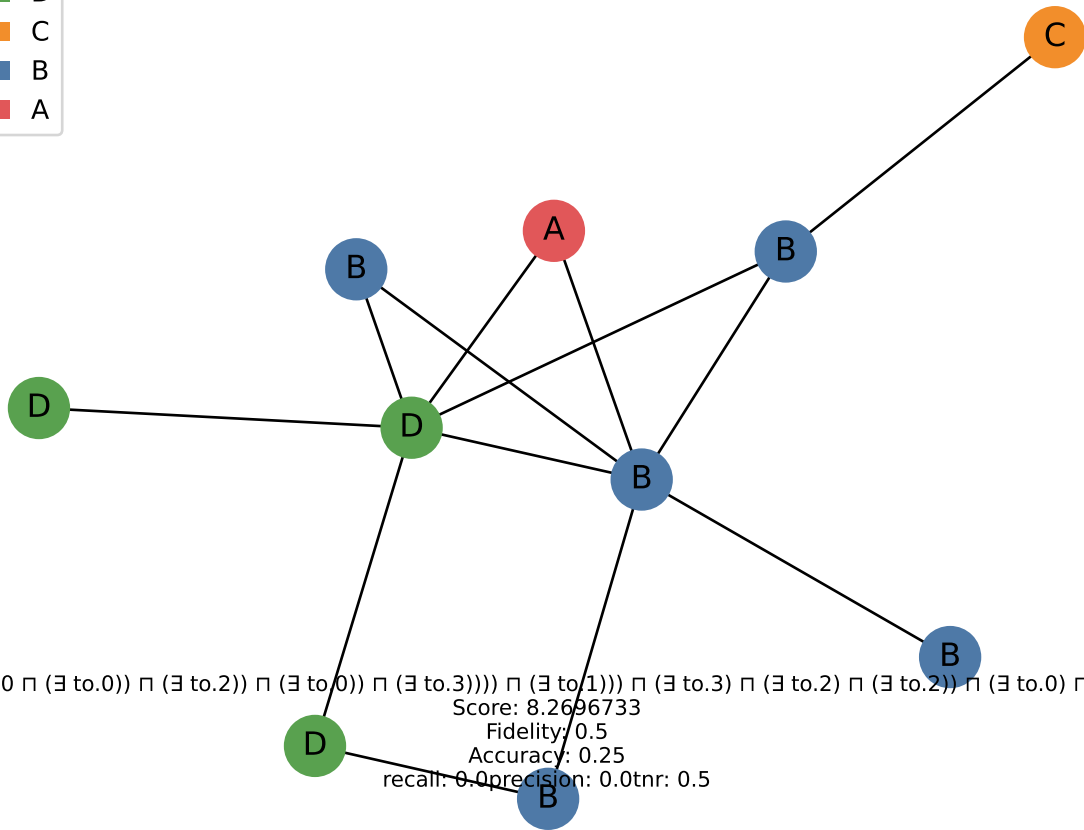 C
B
A
C
A
B
B
D
D
B
B
0 ⊓ (∃ to.0)) ⊓ (∃ to.2)) ⊓ (∃ to.0)) ⊓ (∃ to.3)))) ⊓ (∃ to.1))) ⊓ (∃ to.3) ⊓ (∃ to.2) ⊓ (∃ to.2)) ⊓ (∃ to.0) ⊓
Score: 8.2696733
Fidelity: 0.5
D
Accuracy: 0.25
recall: 0.0precision: 0.0tnr: 0.5
B